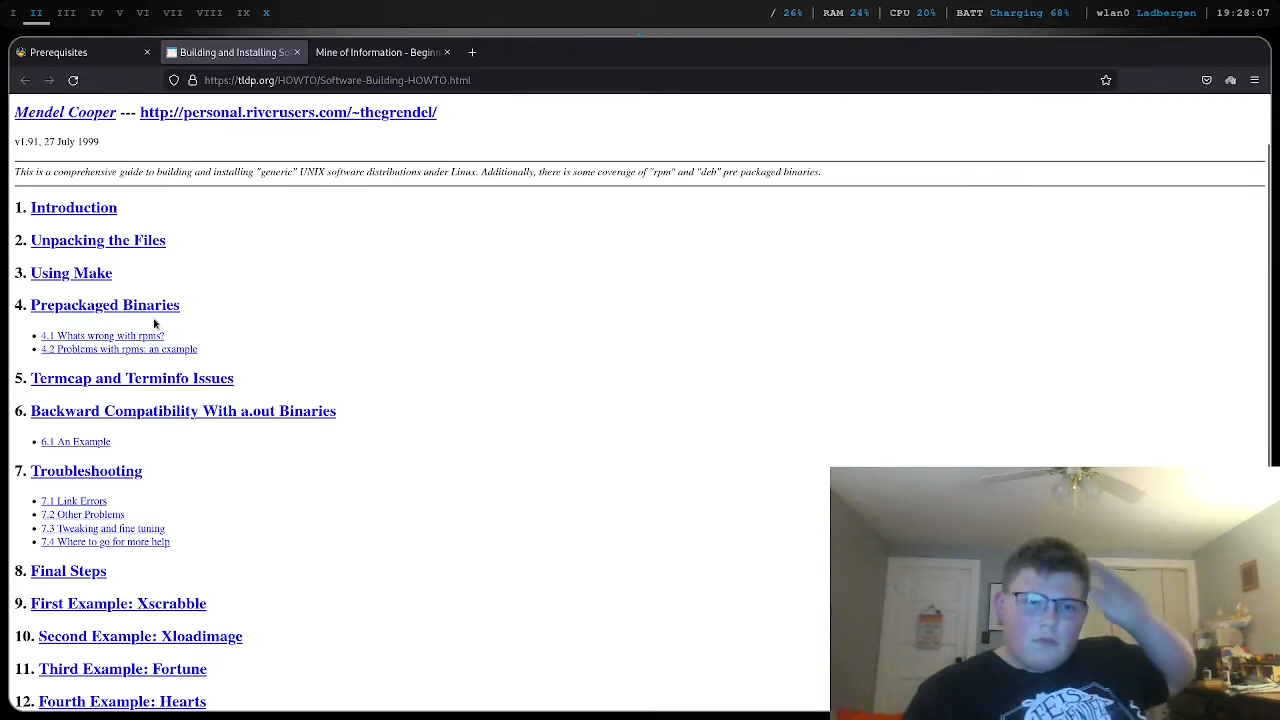 I II III IV V VI VII VIII IX X / 26% | RAM 24% | CPU 20% | BATT Charging 68% | wlan0 Ladbergen | 19:28:07
Prerequisites × Building and Installing So × Mine of Information - Beginn × +
https://tldp.org/HOWTO/Software-Building-HOWTO.html
Mendel Cooper --- http://personal.riverusers.com/~thegrendel/
v1.91, 27 July 1999
This is a comprehensive guide to building and installing "generic" UNIX software distributions under Linux. Additionally, there is some coverage of "rpm" and "deb" pre-packaged binaries.
1. Introduction
2. Unpacking the Files
3. Using Make
4. Prepackaged Binaries
• 4.1 Whats wrong with rpms?
• 4.2 Problems with rpms: an example
5. Termcap and Terminfo Issues
6. Backward Compatibility With a.out Binaries
• 6.1 An Example
7. Troubleshooting
• 7.1 Link Errors
• 7.2 Other Problems
• 7.3 Tweaking and fine tuning
• 7.4 Where to go for more help
8. Final Steps
9. First Example: Xscrabble
10. Second Example: Xloadimage
11. Third Example: Fortune
12. Fourth Example: Hearts